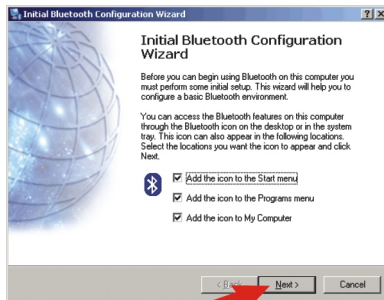 Initial Bluetooth Configuration Wizard
Initial Bluetooth Configuration
Wizard
Before you can begin using Bluetooth on this computer you
must perform some initial setup. This wizard will help you to
configure a basic Bluetooth environment.
You can access the Bluetooth features on this computer
through the Bluetooth icon on the desktop or in the system
tray. This icon can also appear in the following locations.
Select the locations you want the icon to appear and click
Next.
Add the icon to the Start menu
Add the icon to the Programs menu
Add the icon to My Computer
< Back Next > Cancel